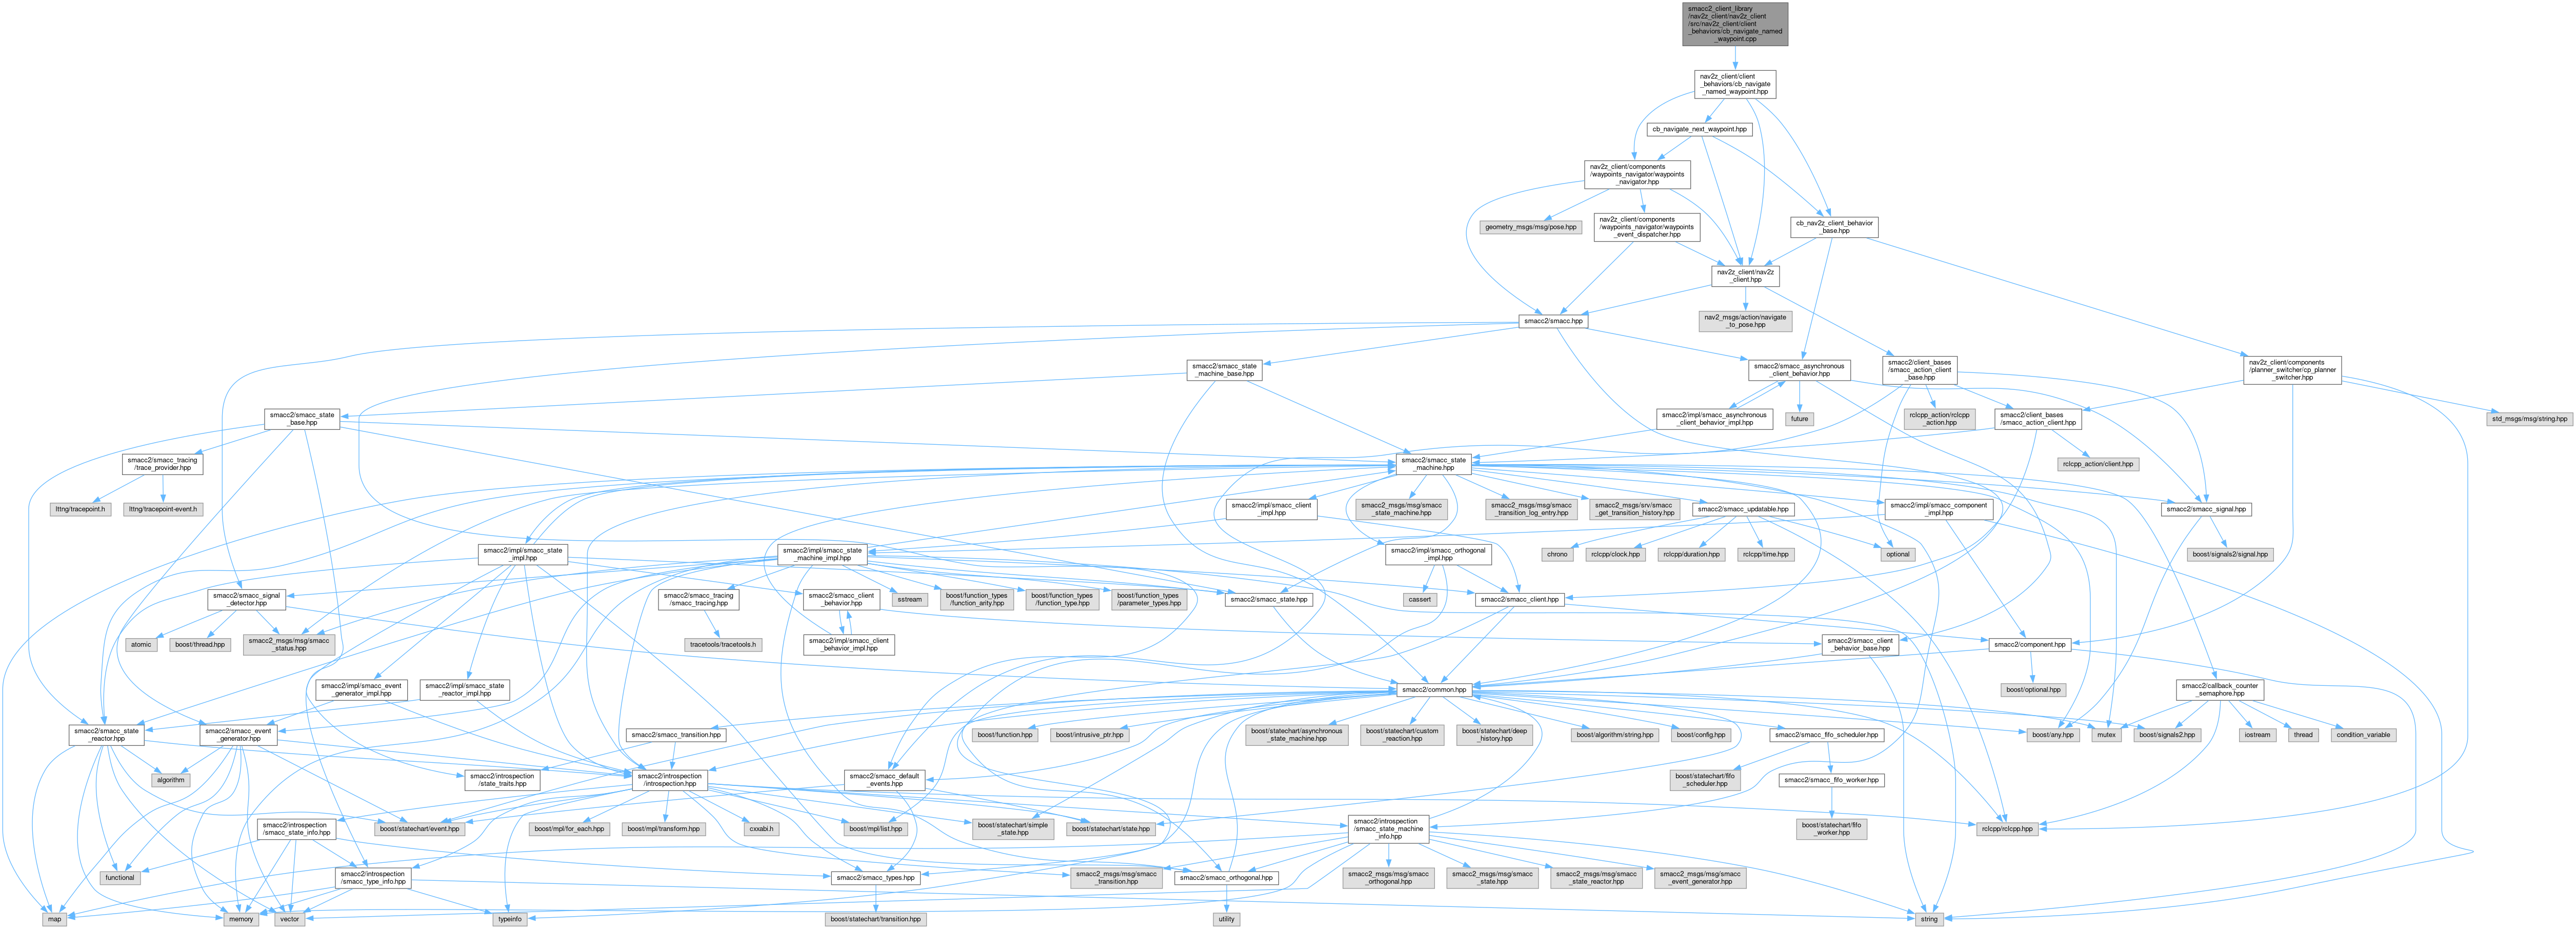 smacc2_client_library
/nav2z_client/nav2z_client
/src/nav2z_client/client
_behaviors/cb_navigate_named
_waypoint.cpp
nav2z_client/client
_behaviors/cb_navigate
_named_waypoint.hpp
cb_navigate_next_waypoint.hpp
nav2z_client/components
/waypoints_navigator/waypoints
_navigator.hpp
geometry_msgs/msg/pose.hpp
nav2z_client/components
/waypoints_navigator/waypoints
_event_dispatcher.hpp
cb_nav2z_client_behavior
_base.hpp
nav2z_client/nav2z
_client.hpp
smacc2/smacc.hpp
nav2_msgs/action/navigate
_to_pose.hpp
smacc2/smacc_state
_machine_base.hpp
smacc2/smacc_asynchronous
_client_behavior.hpp
smacc2/client_bases
/smacc_action_client
_base.hpp
nav2z_client/components
/planner_switcher/cp_planner
_switcher.hpp
smacc2/smacc_state
_base.hpp
smacc2/impl/smacc_asynchronous
_client_behavior_impl.hpp
future
rclcpp_action/rclcpp
_action.hpp
smacc2/client_bases
/smacc_action_client.hpp
std_msgs/msg/string.hpp
smacc2/smacc_tracing
/trace_provider.hpp
smacc2/smacc_state
_machine.hpp
rclcpp_action/client.hpp
lttng/tracepoint.h
lttng/tracepoint-event.h
smacc2/impl/smacc_client
_impl.hpp
smacc2_msgs/msg/smacc
_state_machine.hpp
smacc2_msgs/msg/smacc
_transition_log_entry.hpp
smacc2_msgs/srv/smacc
_get_transition_history.hpp
smacc2/smacc_updatable.hpp
smacc2/impl/smacc_component
_impl.hpp
smacc2/smacc_signal.hpp
smacc2/impl/smacc_state
_impl.hpp
smacc2/impl/smacc_state
_machine_impl.hpp
smacc2/impl/smacc_orthogonal
_impl.hpp
chrono
rclcpp/clock.hpp
rclcpp/duration.hpp
rclcpp/time.hpp
optional
boost/signals2/signal.hpp
smacc2/smacc_signal
_detector.hpp
smacc2/smacc_client
_behavior.hpp
smacc2/smacc_tracing
/smacc_tracing.hpp
sstream
boost/function_types
/function_arity.hpp
boost/function_types
/function_type.hpp
boost/function_types
/parameter_types.hpp
smacc2/smacc_state.hpp
cassert
smacc2/smacc_client.hpp
atomic
boost/thread.hpp
smacc2_msgs/msg/smacc
_status.hpp
smacc2/impl/smacc_client
_behavior_impl.hpp
tracetools/tracetools.h
smacc2/smacc_client
_behavior_base.hpp
smacc2/component.hpp
smacc2/impl/smacc_event
_generator_impl.hpp
smacc2/impl/smacc_state
_reactor_impl.hpp
smacc2/common.hpp
boost/optional.hpp
smacc2/callback_counter
_semaphore.hpp
smacc2/smacc_state
_reactor.hpp
smacc2/smacc_event
_generator.hpp
smacc2/smacc_transition.hpp
boost/function.hpp
boost/intrusive_ptr.hpp
boost/statechart/asynchronous
_state_machine.hpp
boost/statechart/custom
_reaction.hpp
boost/statechart/deep
_history.hpp
boost/algorithm/string.hpp
boost/config.hpp
smacc2/smacc_fifo_scheduler.hpp
boost/any.hpp
mutex
boost/signals2.hpp
iostream
thread
condition_variable
algorithm
smacc2/introspection
/state_traits.hpp
smacc2/introspection
/introspection.hpp
smacc2/smacc_default
_events.hpp
boost/statechart/fifo
_scheduler.hpp
smacc2/smacc_fifo_worker.hpp
smacc2/introspection
/smacc_state_info.hpp
boost/statechart/event.hpp
boost/mpl/for_each.hpp
boost/mpl/transform.hpp
cxxabi.h
boost/mpl/list.hpp
boost/statechart/simple
_state.hpp
boost/statechart/state.hpp
smacc2/introspection
/smacc_state_machine
_info.hpp
boost/statechart/fifo
_worker.hpp
rclcpp/rclcpp.hpp
functional
smacc2/introspection
/smacc_type_info.hpp
smacc2/smacc_types.hpp
smacc2_msgs/msg/smacc
_transition.hpp
smacc2/smacc_orthogonal.hpp
smacc2_msgs/msg/smacc
_orthogonal.hpp
smacc2_msgs/msg/smacc
_state.hpp
smacc2_msgs/msg/smacc
_state_reactor.hpp
smacc2_msgs/msg/smacc
_event_generator.hpp
map
memory
vector
typeinfo
boost/statechart/transition.hpp
utility
string